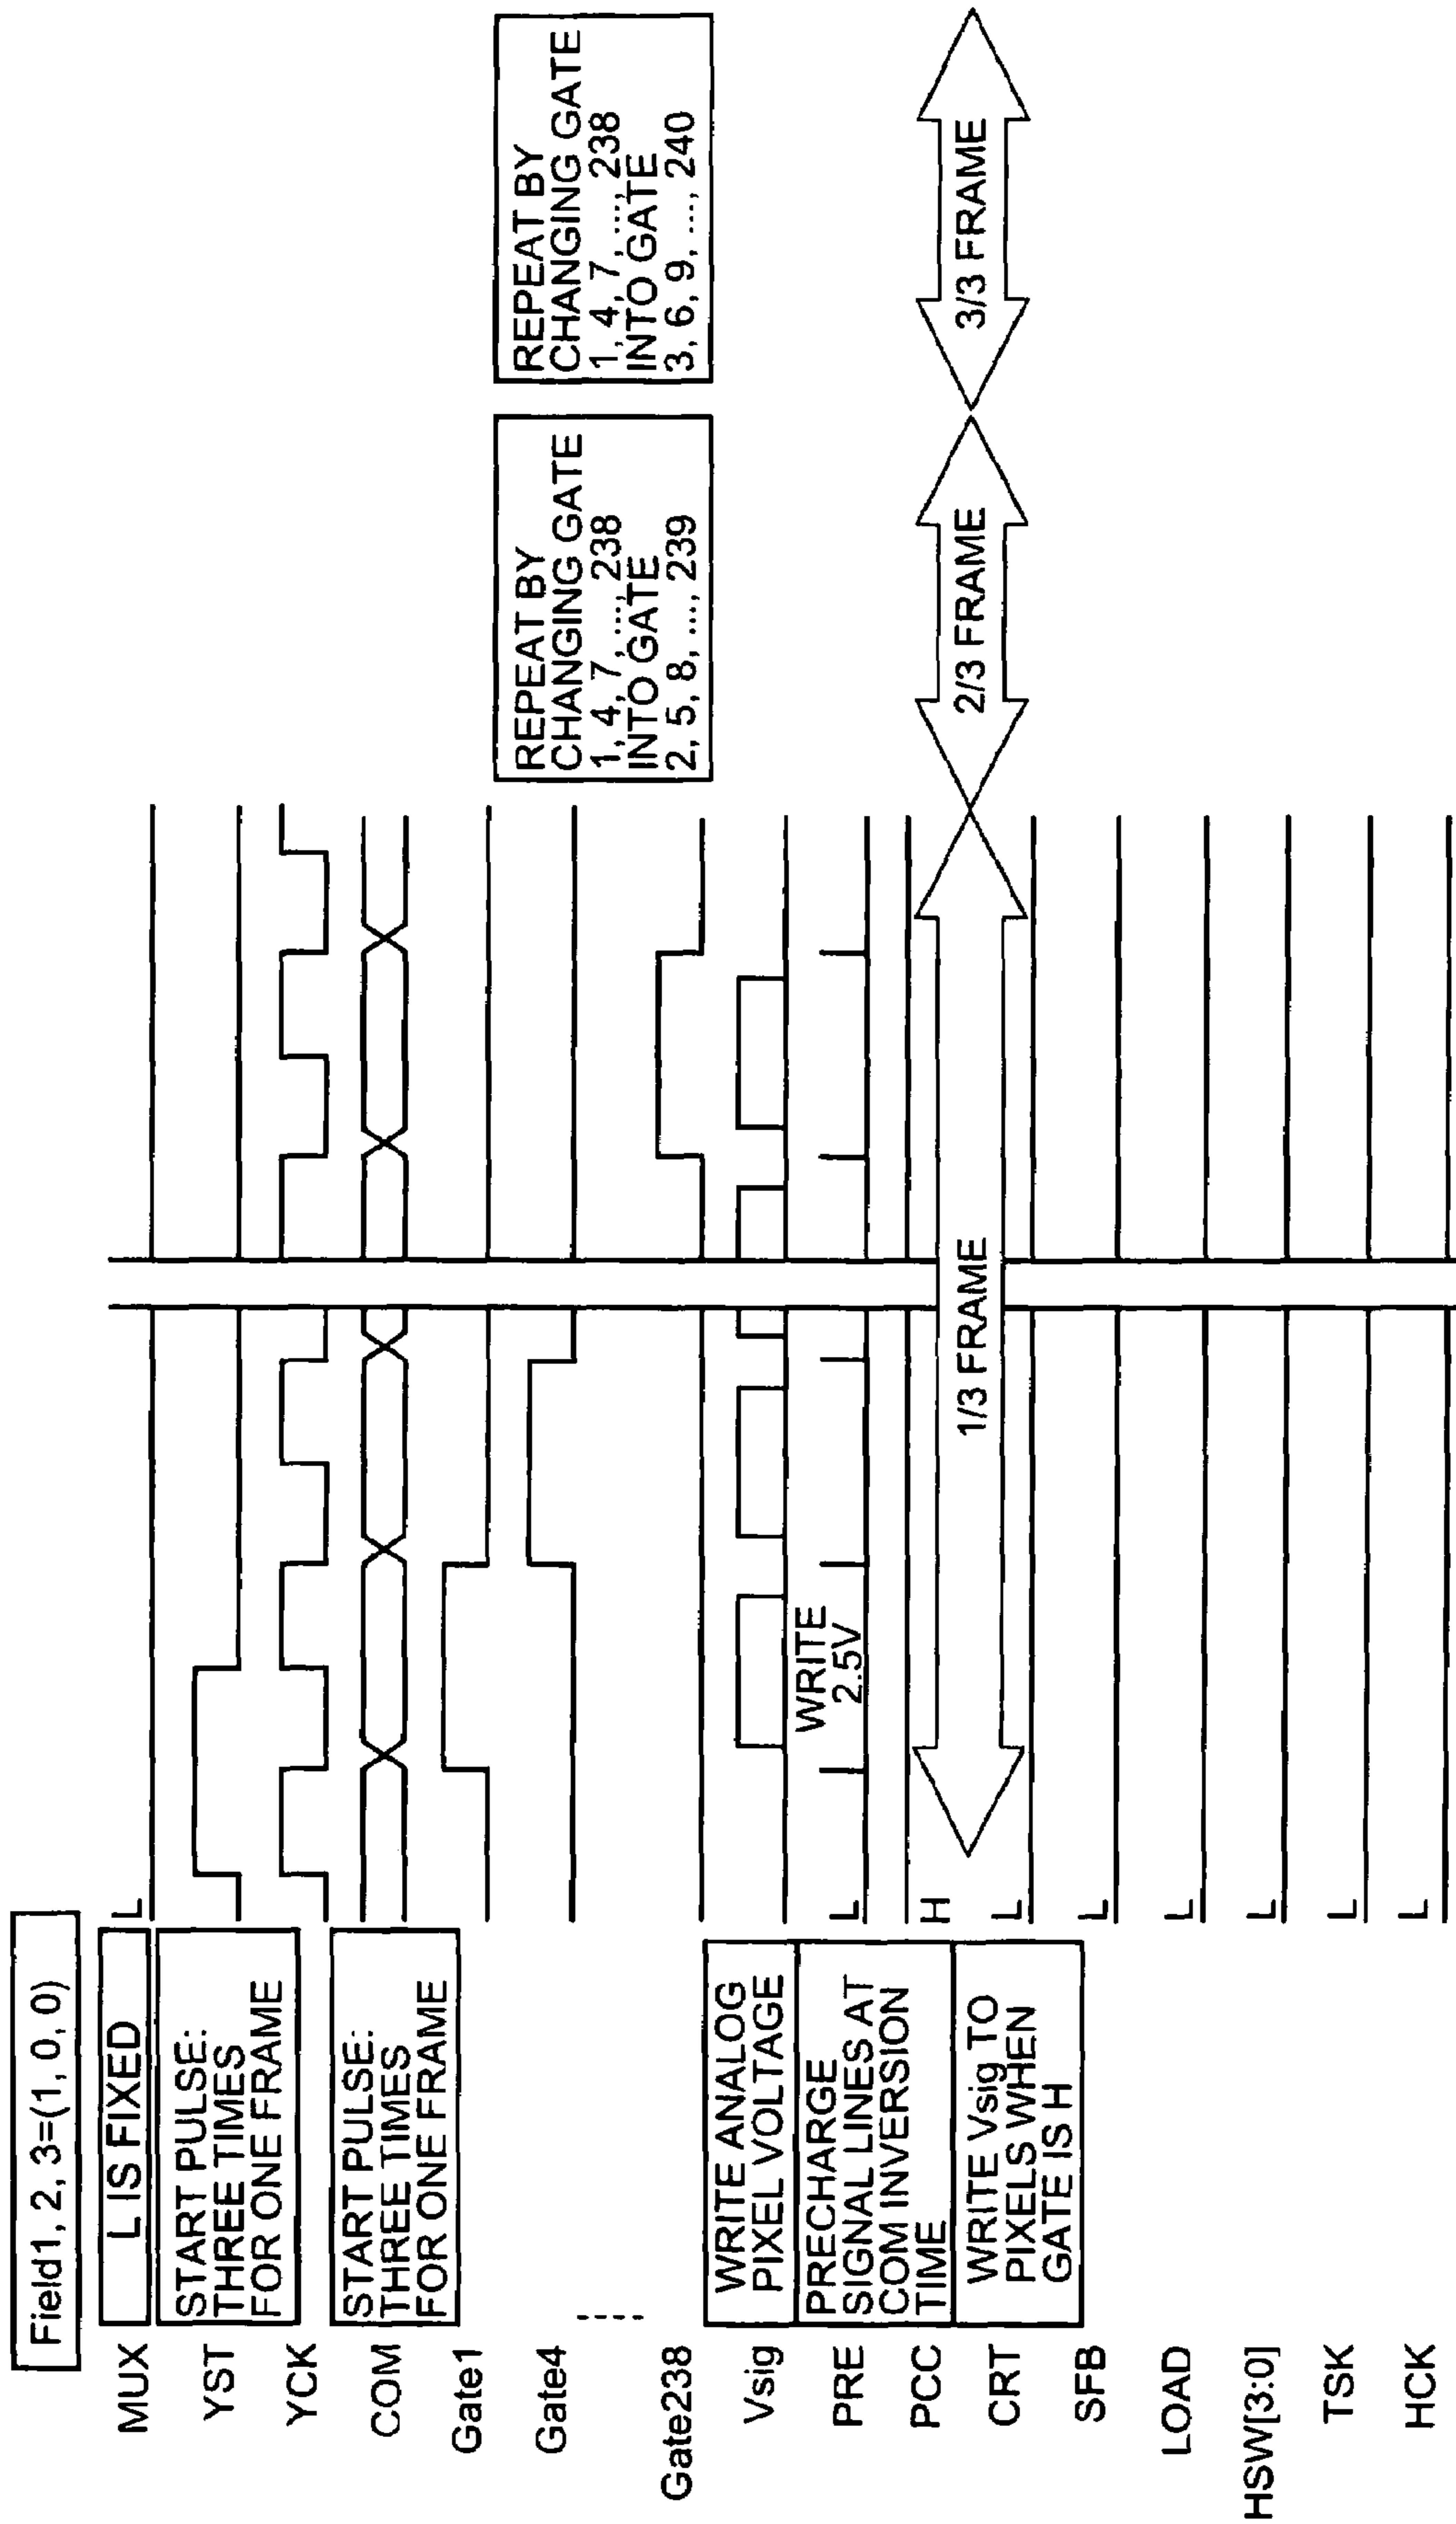 Field1, 2, 3=(1, 0, 0)
MUX
L IS FIXED
L
YST
START PULSE:
THREE TIMES
FOR ONE FRAME
YCK
COM
START PULSE:
THREE TIMES
FOR ONE FRAME
Gate1
Gate4
Gate238
REPEAT BY
CHANGING GATE
1, 4, 7, ..., 238
INTO GATE
2, 5, 8, ..., 239
REPEAT BY
CHANGING GATE
1, 4, 7, ..., 238
INTO GATE
3, 6, 9, ..., 240
Vsig
WRITE ANALOG
PIXEL VOLTAGE
WRITE
2.5V
PRE
PRECHARGE
SIGNAL LINES AT
COM INVERSION
TIME
L
PCC
H
CRT
WRITE Vsig TO
PIXELS WHEN
GATE IS H
L
1/3 FRAME
2/3 FRAME
3/3 FRAME
SFB
L
LOAD
L
HSW[3:0]
L
TSK
L
HCK
L